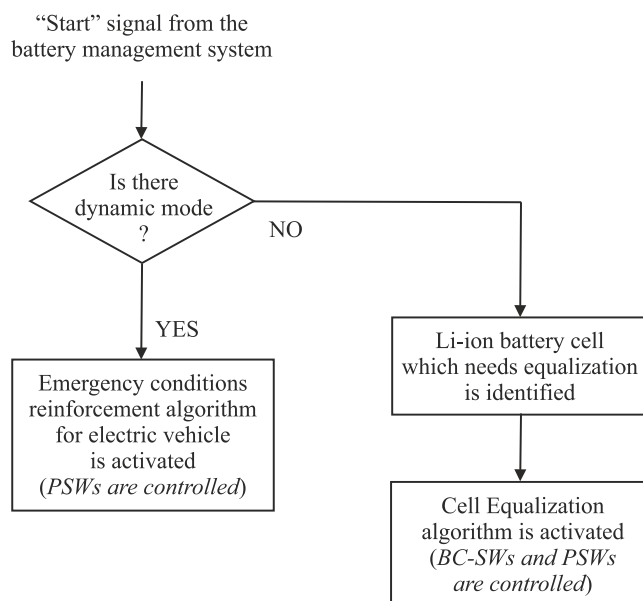 “Start” signal from the
battery management system
Is there
dynamic mode
?
NO
YES
Emergency conditions
reinforcement algorithm
for electric vehicle
is activated
(PSWs are controlled)
Li-ion battery cell
which needs equalization
is identified
Cell Equalization
algorithm is activated
(BC-SWs and PSWs
are controlled)